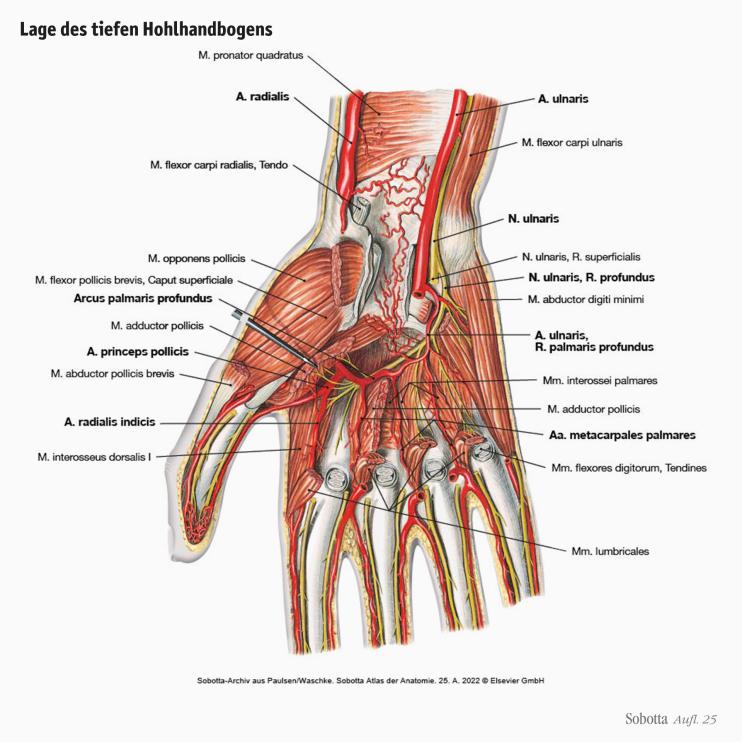 Lage des tiefen Hohlhandbogens
M. pronator quadratus
A. radialis
M. flexor carpi radialis, Tendo
M. opponens pollicis
M. flexor pollicis brevis, Caput superficiale
Arcus palmaris profundus
M. adductor pollicis
A. princeps pollicis
M. abductor pollicis brevis
A. radialis indicis
M. interosseus dorsalis I
A. ulnaris
M. flexor carpi ulnaris
N. ulnaris
N. ulnaris, R. superficialis
N. ulnaris, R. profundus
M. abductor digiti minimi
A. ulnaris,
R. palmaris profundus
Mm. interossei palmares
M. adductor pollicis
Aa. metacarpales palmares
Mm. flexores digitorum, Tendines
Mm. lumbricales
Sobotta-Archiv aus Paulsen/Waschke. Sobotta Atlas der Anatomie. 25. A. 2022 © Elsevier GmbH
Sobotta Aufl. 25